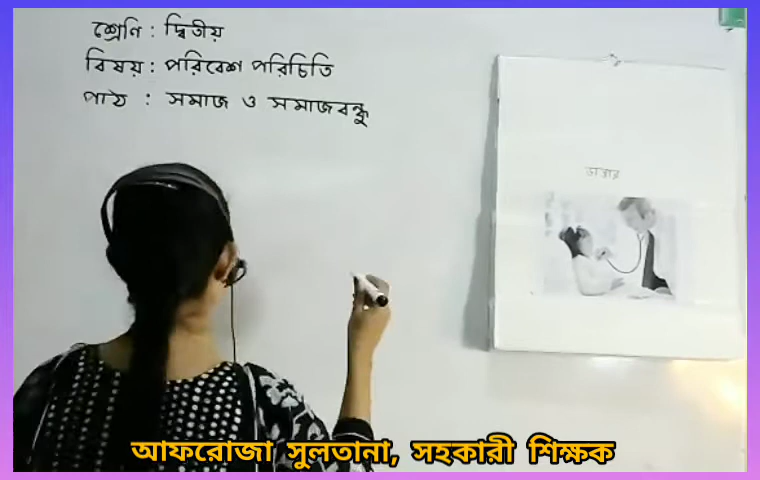 শ্রেণি : দ্বিতীয়
বিষয় : পরিবেশ পরিচিতি
পাঠ : সমাজ ও সমাজবন্ধু
ডাক্তার
আফরোজা সুলতানা, সহকারী শিক্ষক